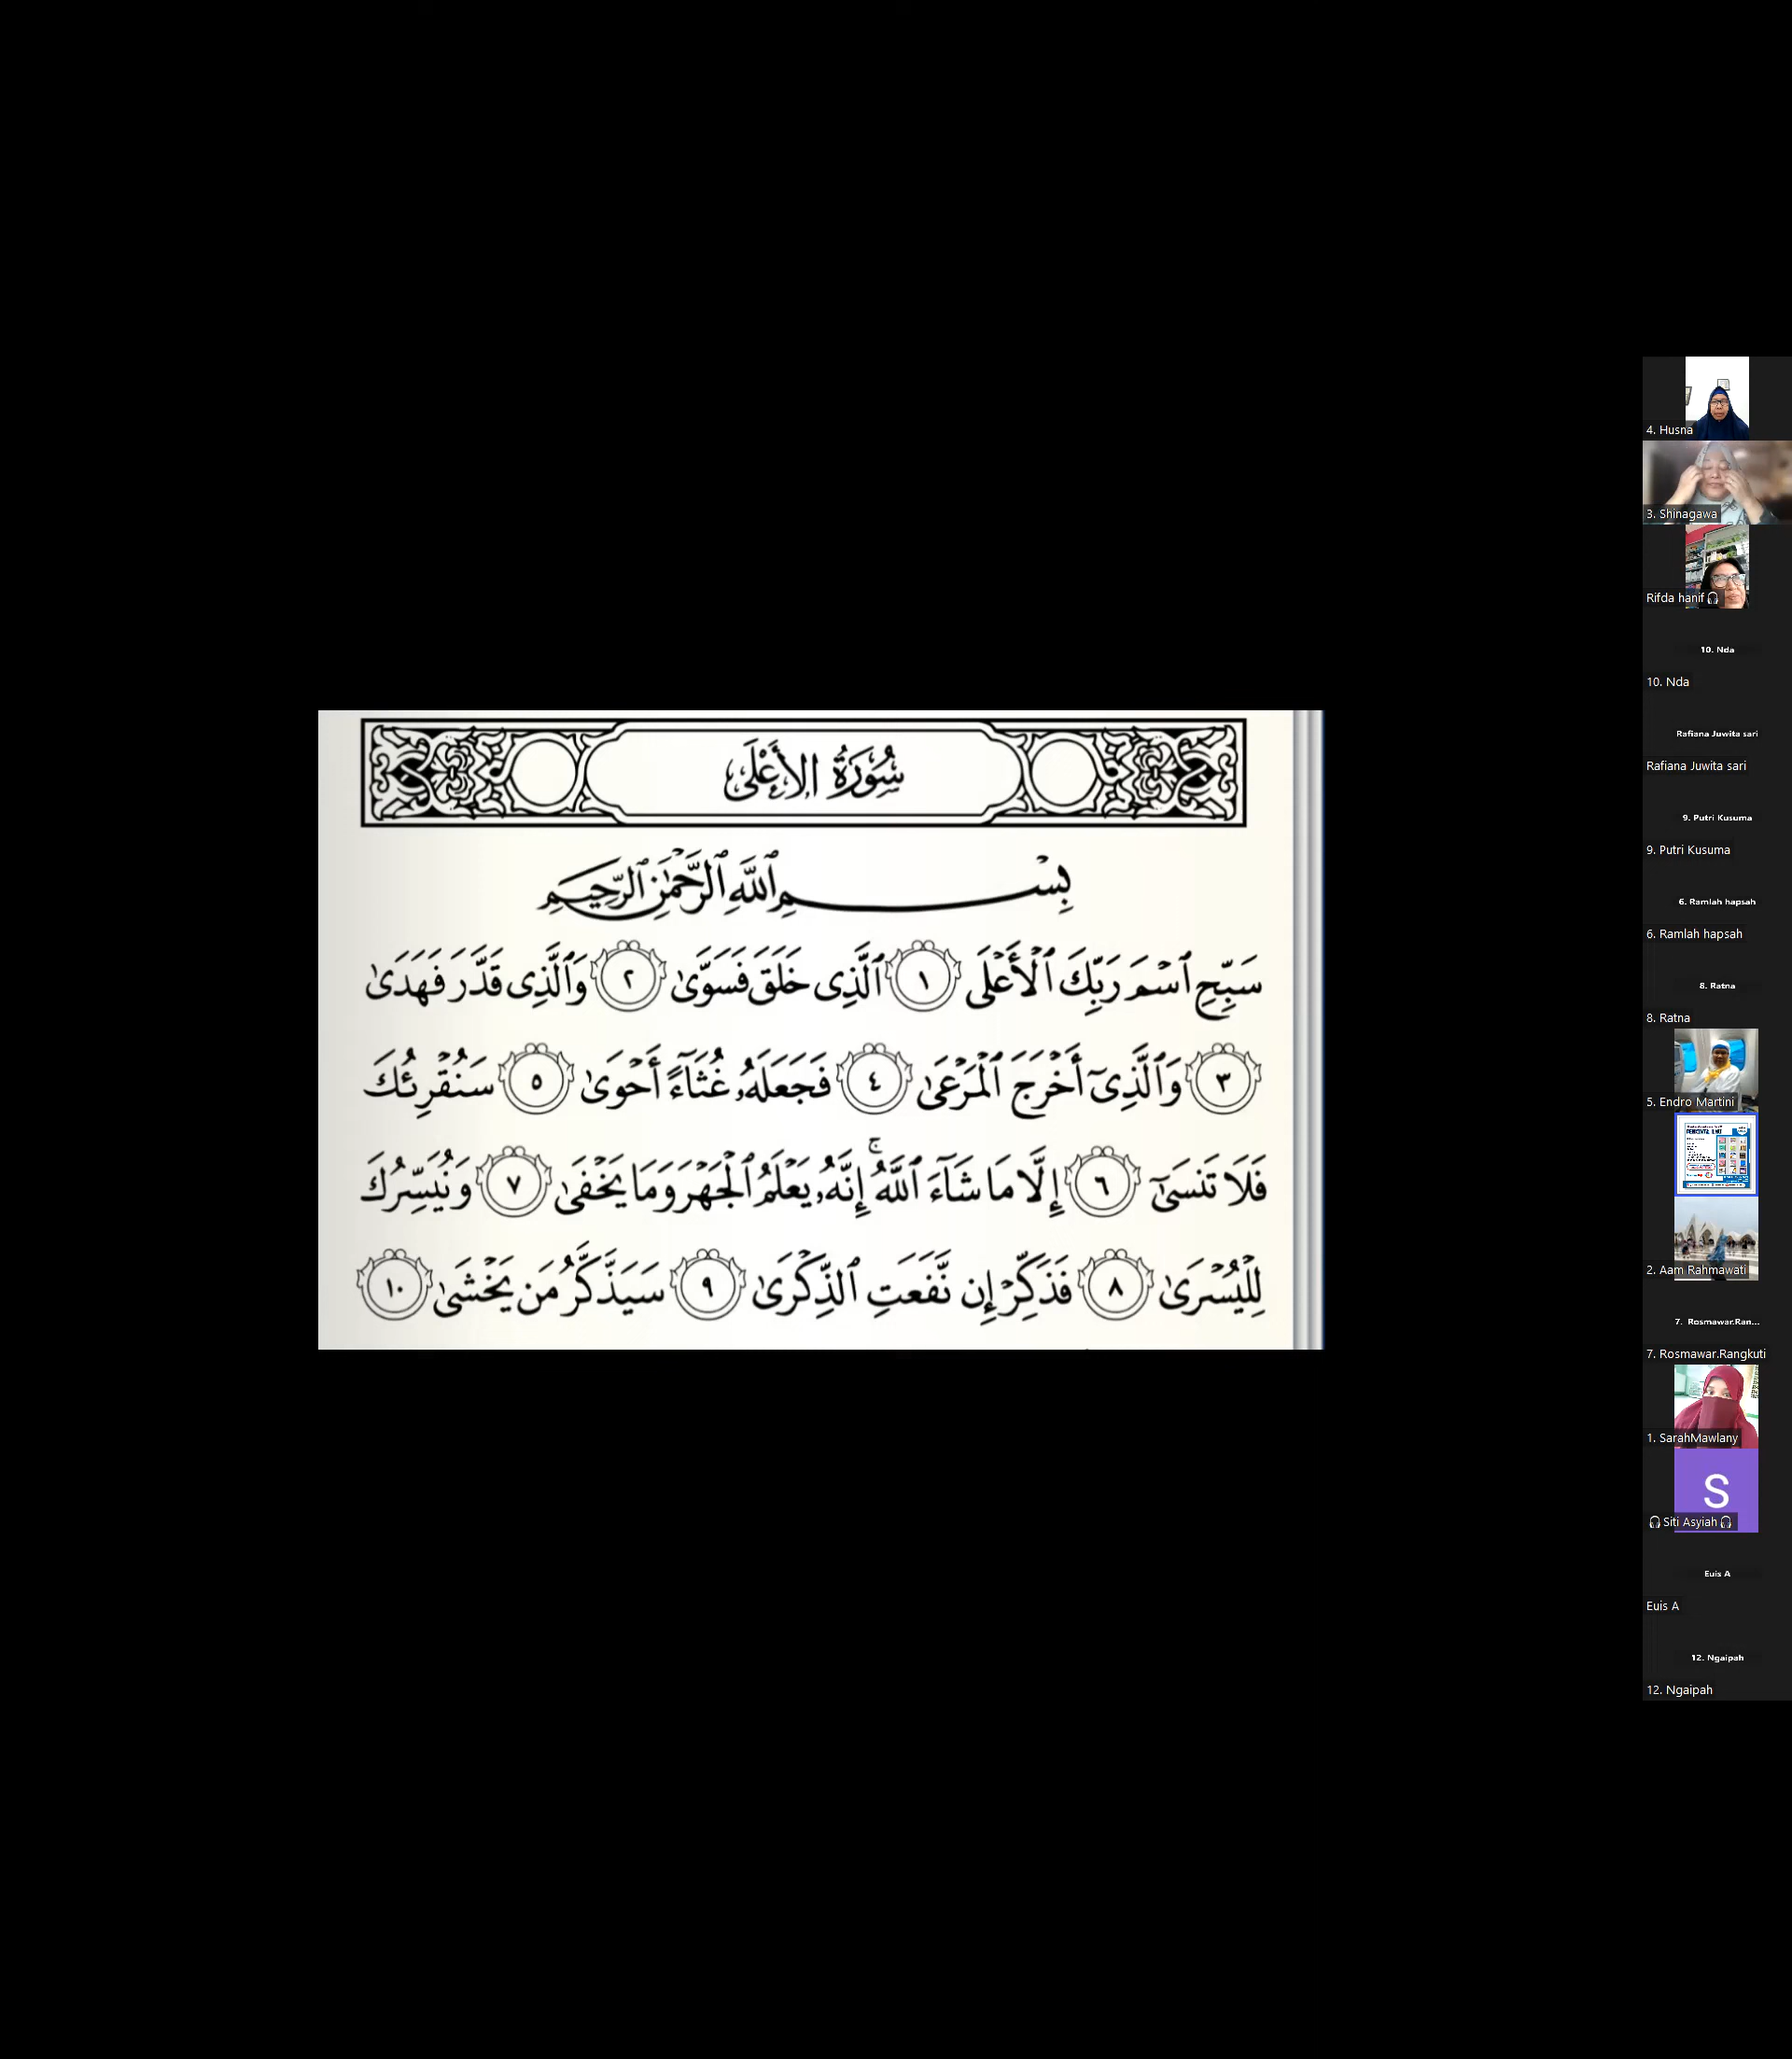 سُورَةُ الأَعْلَى
بِسْمِ ٱللَّهِ ٱلرَّحْمَٰنِ ٱلرَّحِيمِ
سَبِّحِ ٱسْمَ رَبِّكَ ٱلْأَعْلَى ١ ٱلَّذِى خَلَقَ فَسَوَّىٰ ٢ وَٱلَّذِى قَدَّرَ فَهَدَىٰ
٣ وَٱلَّذِىٓ أَخْرَجَ ٱلْمَرْعَىٰ ٤ فَجَعَلَهُۥ غُثَآءً أَحْوَىٰ ٥ سَنُقْرِئُكَ
فَلَا تَنسَىٰٓ ٦ إِلَّا مَا شَآءَ ٱللَّهُ ۚ إِنَّهُۥ يَعْلَمُ ٱلْجَهْرَ وَمَا يَخْفَىٰ ٧ وَنُيَسِّرُكَ
لِلْيُسْرَىٰ ٨ فَذَكِّرْ إِن نَّفَعَتِ ٱلذِّكْرَىٰ ٩ سَيَذَّكَّرُ مَن يَخْشَىٰ ١٠
4. Husna
3. Shinagawa
Rifda hanif
10. Nda
10. Nda
Rafiana Juwita sari
Rafiana Juwita sari
9. Putri Kusuma
9. Putri Kusuma
6. Ramlah hapsah
6. Ramlah hapsah
8. Ratna
8. Ratna
5. Endro Martini
2. Aam Rahmawati
7. Rosmawar.Ran...
7. Rosmawar.Rangkuti
1. SarahMawlany
S
Siti Asyiah
Euis A
Euis A
12. Ngaipah
12. Ngaipah